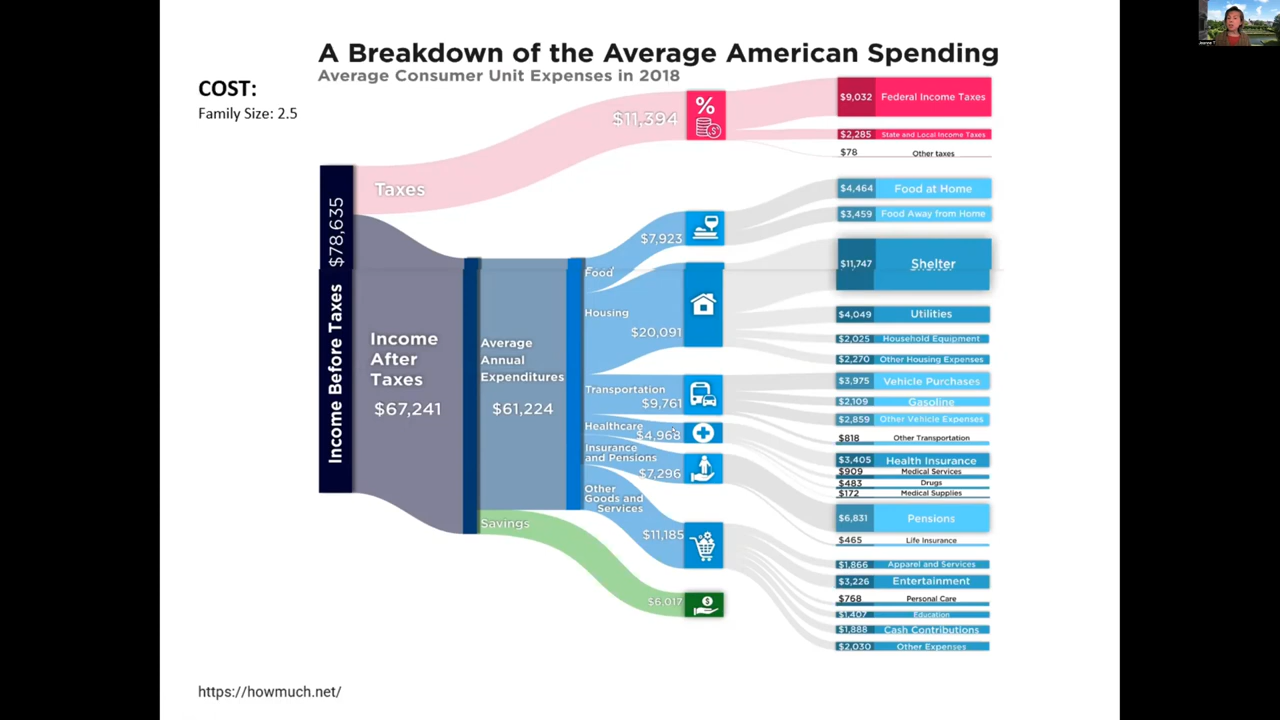 A Breakdown of the Average American Spending
Average Consumer Unit Expenses in 2018
COST:
Family Size: 2.5
$78,635
Income Before Taxes
Taxes
$11,394
%
Income
After
Taxes
$67,241
Average
Annual
Expenditures
$61,224
Savings
$6,017
Food
$7,923
Housing
$20,091
Transportation
$9,761
Healthcare
$4,968
Insurance
and Pensions
$7,296
Other
Goods and
Services
$11,185
$9,032 Federal Income Taxes
$2,285 State and Local Income Taxes
$78 Other taxes
$4,464 Food at Home
$3,459 Food Away from Home
$11,747 Shelter
$4,049 Utilities
$2,025 Household Equipment
$2,270 Other Housing Expenses
$3,975 Vehicle Purchases
$2,109 Gasoline
$2,859 Other Vehicle Expenses
$818 Other Transportation
$3,405 Health Insurance
$909 Medical Services
$483 Drugs
$172 Medical Supplies
$6,831 Pensions
$465 Life Insurance
$1,866 Apparel and Services
$3,226 Entertainment
$768 Personal Care
$1,407 Education
$1,888 Cash Contributions
$2,030 Other Expenses
https://howmuch.net/